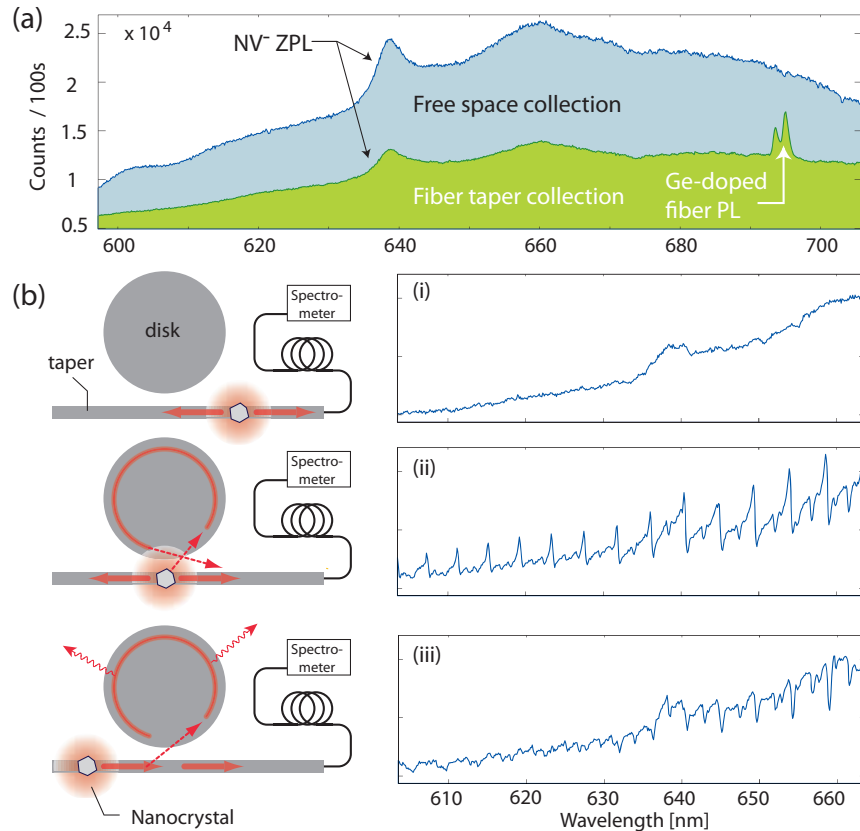 (a)
x 10⁴
2.5
2
1.5
1
0.5
Counts / 100s
NV⁻ ZPL
Free space collection
Fiber taper collection
Ge-doped
fiber PL
600
620
640
660
680
700
(b)
disk
taper
Spectro-
meter
(i)
Spectro-
meter
(ii)
Spectro-
meter
(iii)
Nanocrystal
610
620
630
640
650
660
Wavelength [nm]